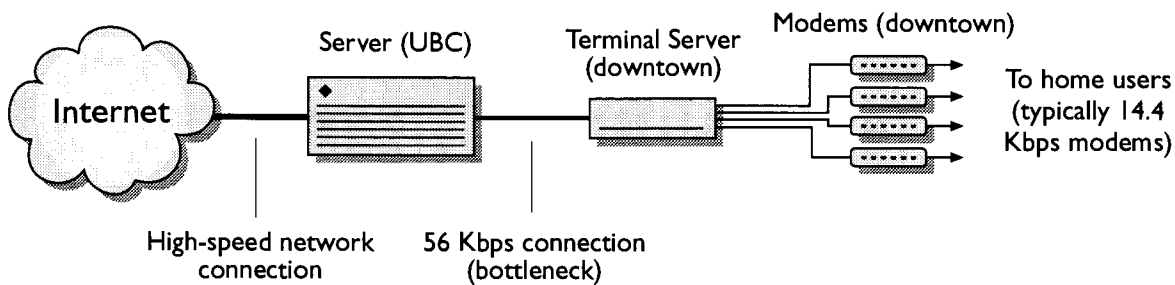 Internet
Server (UBC)
Terminal Server
(downtown)
Modems (downtown)
To home users
(typically 14.4
Kbps modems)
High-speed network
connection
56 Kbps connection
(bottleneck)